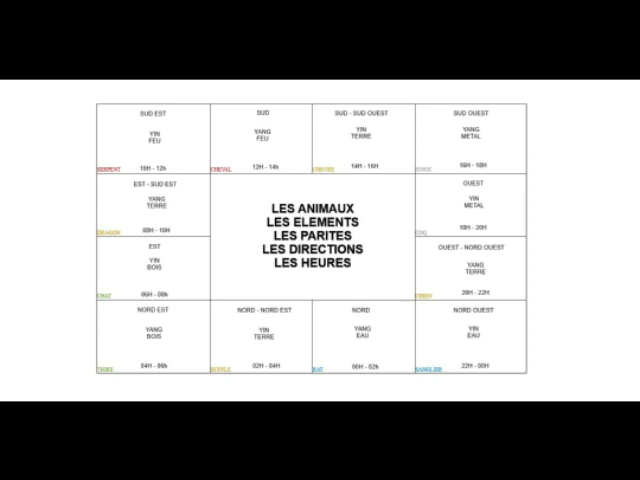 SUD EST
YIN
FEU
SERPENT 10H - 12h
SUD
YANG
FEU
CHEVAL 12H - 14h
SUD - SUD OUEST
YIN
TERRE
CHEVRE 14H - 16H
SUD OUEST
YANG
METAL
SINGE 16H - 18H
EST - SUD EST
YANG
TERRE
DRAGON 08H - 10H
LES ANIMAUX
LES ELEMENTS
LES PARITES
LES DIRECTIONS
LES HEURES
OUEST
YIN
METAL
COQ 18H - 20H
EST
YIN
BOIS
CHAT 06H - 08h
OUEST - NORD OUEST
YANG
TERRE
CHIEN 20H - 22H
NORD EST
YANG
BOIS
TIGRE 04H - 06h
NORD - NORD EST
YIN
TERRE
BUFFLE 02H - 04H
NORD
YANG
EAU
RAT 00H - 02h
NORD OUEST
YIN
EAU
SANGLIER 22H - 00H